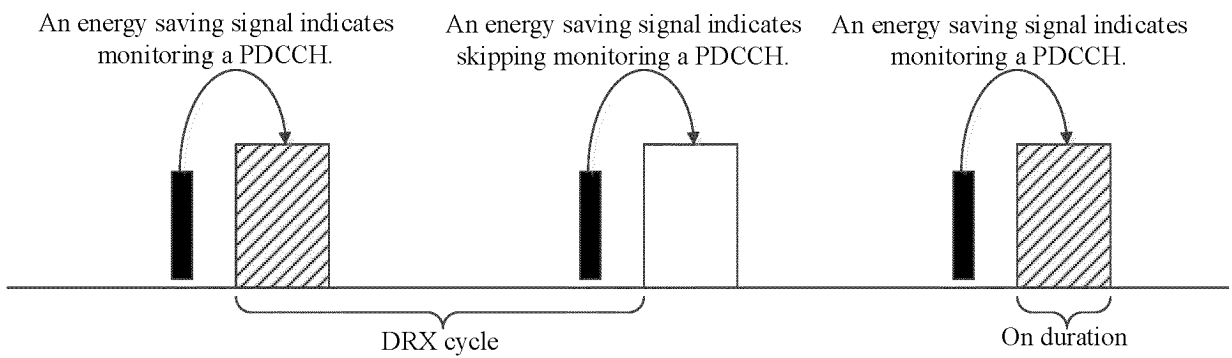 An energy saving signal indicates
monitoring a PDCCH.
An energy saving signal indicates
skipping monitoring a PDCCH.
An energy saving signal indicates
monitoring a PDCCH.
DRX cycle
On duration